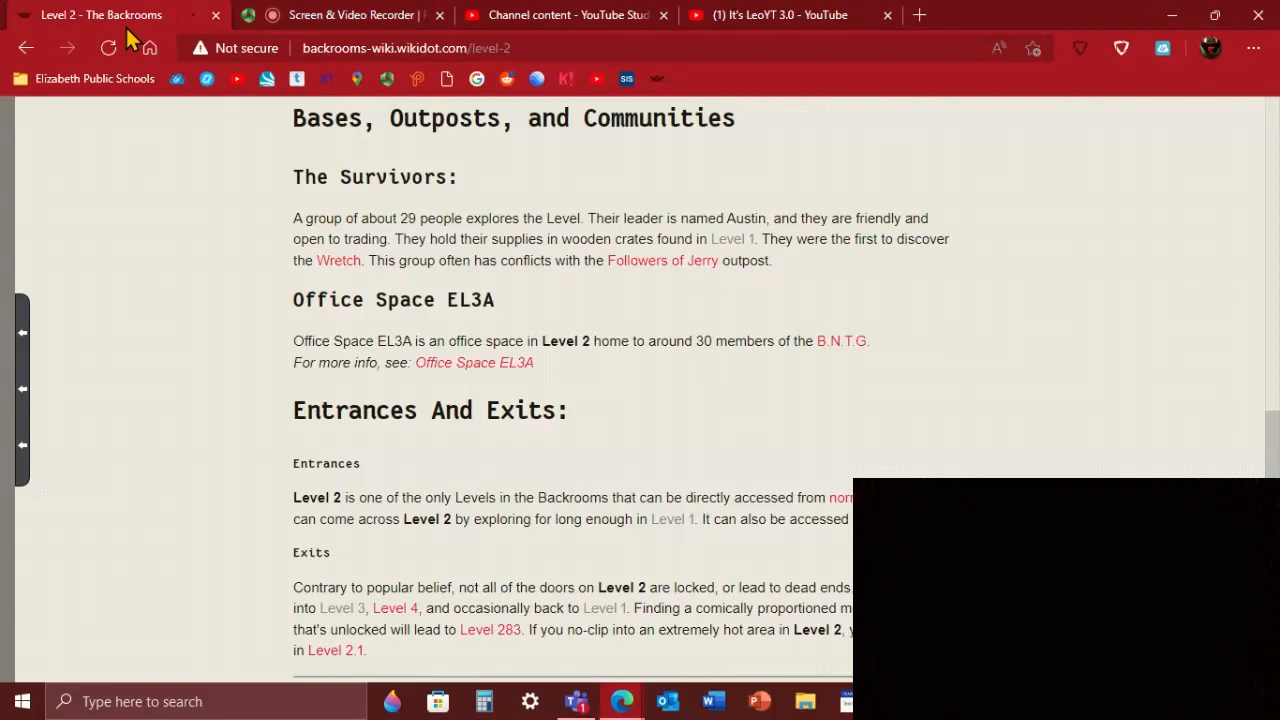 Level 2 - The Backrooms
Screen & Video Recorder |
Channel content - YouTube Stud
(1) It's LeoYT 3.0 - YouTube
Not secure
backrooms-wiki.wikidot.com/level-2
Elizabeth Public Schools
SIS
Bases, Outposts, and Communities
The Survivors:
A group of about 29 people explores the Level. Their leader is named Austin, and they are friendly and
open to trading. They hold their supplies in wooden crates found in Level 1. They were the first to discover
the Wretch. This group often has conflicts with the Followers of Jerry outpost.
Office Space EL3A
Office Space EL3A is an office space in Level 2 home to around 30 members of the B.N.T.G.
For more info, see: Office Space EL3A
Entrances And Exits:
Entrances
Level 2 is one of the only Levels in the Backrooms that can be directly accessed from
can come across Level 2 by exploring for long enough in Level 1. It can also be accessed
Exits
Contrary to popular belief, not all of the doors on Level 2 are locked, or lead to dead ends.
into Level 3, Level 4, and occasionally back to Level 1. Finding a comically proportioned
that's unlocked will lead to Level 283. If you no-clip into an extremely hot area in Level 2,
in Level 2.1.
Type here to search